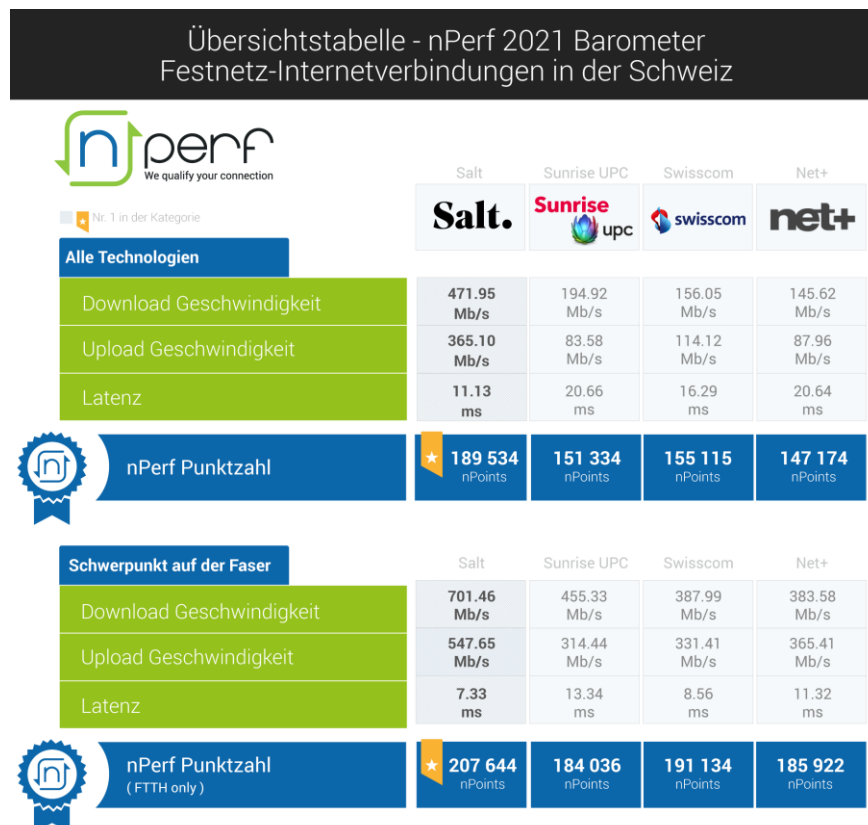 Übersichtstabelle - nPerf 2021 Barometer
Festnetz-Internetverbindungen in der Schweiz
nperf
We qualify your connection
Salt Sunrise UPC Swisscom Net+
Nr. 1 in der Kategorie
Salt. Sunrise upc swisscom net+
Alle Technologien
Download Geschwindigkeit 471.95 Mb/s 194.92 Mb/s 156.05 Mb/s 145.62 Mb/s
Upload Geschwindigkeit 365.10 Mb/s 83.58 Mb/s 114.12 Mb/s 87.96 Mb/s
Latenz 11.13 ms 20.66 ms 16.29 ms 20.64 ms
n nPerf Punktzahl 189 534 nPoints 151 334 nPoints 155 115 nPoints 147 174 nPoints
Schwerpunkt auf der Faser Salt Sunrise UPC Swisscom Net+
Download Geschwindigkeit 701.46 Mb/s 455.33 Mb/s 387.99 Mb/s 383.58 Mb/s
Upload Geschwindigkeit 547.65 Mb/s 314.44 Mb/s 331.41 Mb/s 365.41 Mb/s
Latenz 7.33 ms 13.34 ms 8.56 ms 11.32 ms
n nPerf Punktzahl 207 644 nPoints 184 036 nPoints 191 134 nPoints 185 922 nPoints
( FTTH only )